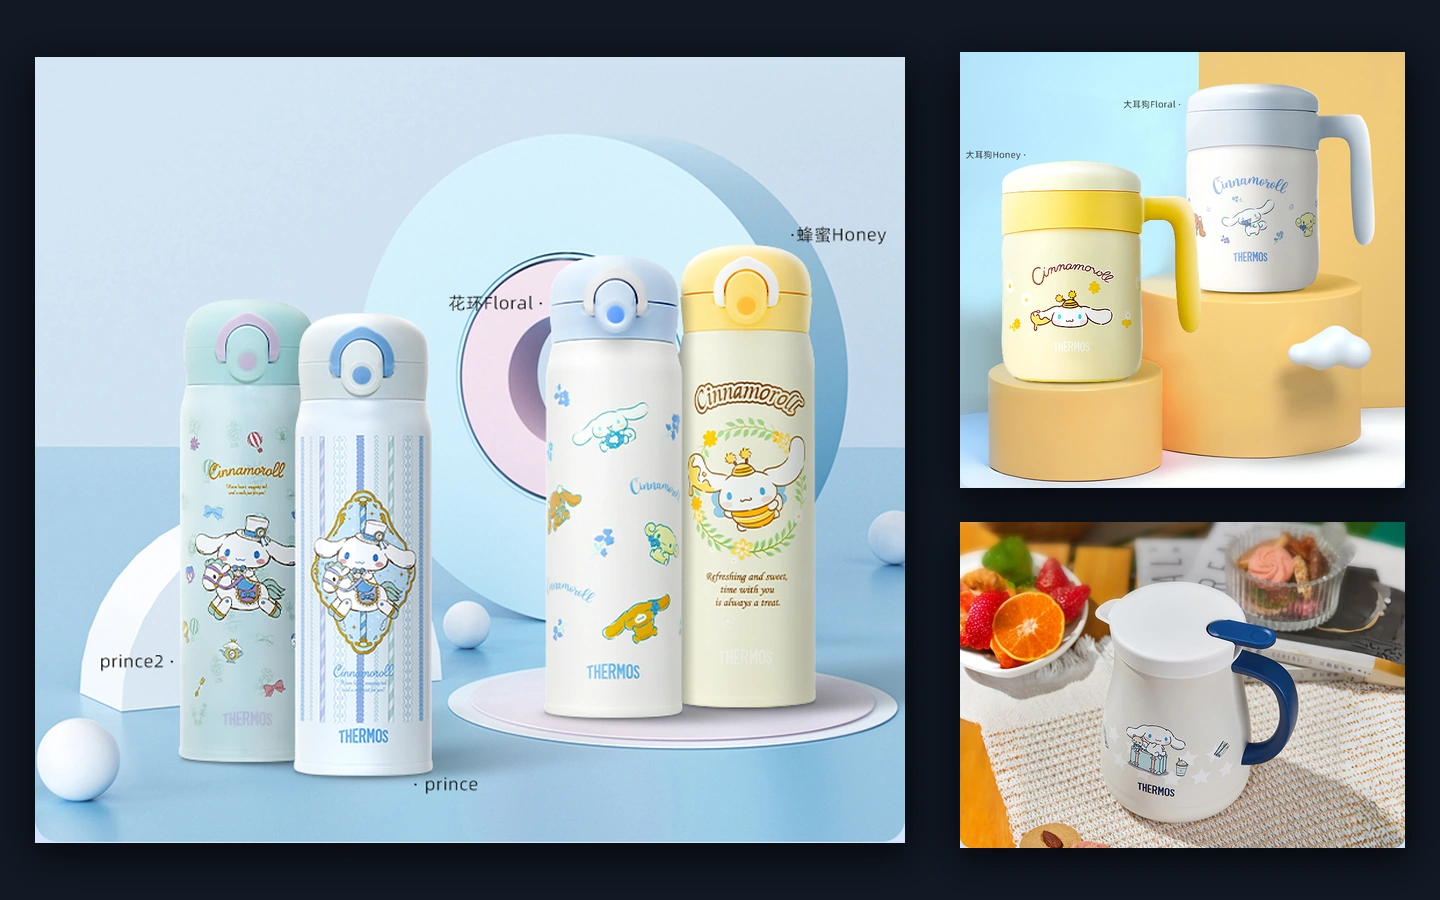 ·蜂蜜Honey
花环Floral ·
Cinnamoroll
Cinnamoroll
Refreshing and sweet,
time with you
is always a treat.
THERMOS
THERMOS
Cinnamoroll
prince2 ·
THERMOS
Cinnamoroll
THERMOS
· prince
大耳狗Floral ·
大耳狗Honey ·
Cinnamoroll
THERMOS
Cinnamoroll
THERMOS
THERMOS